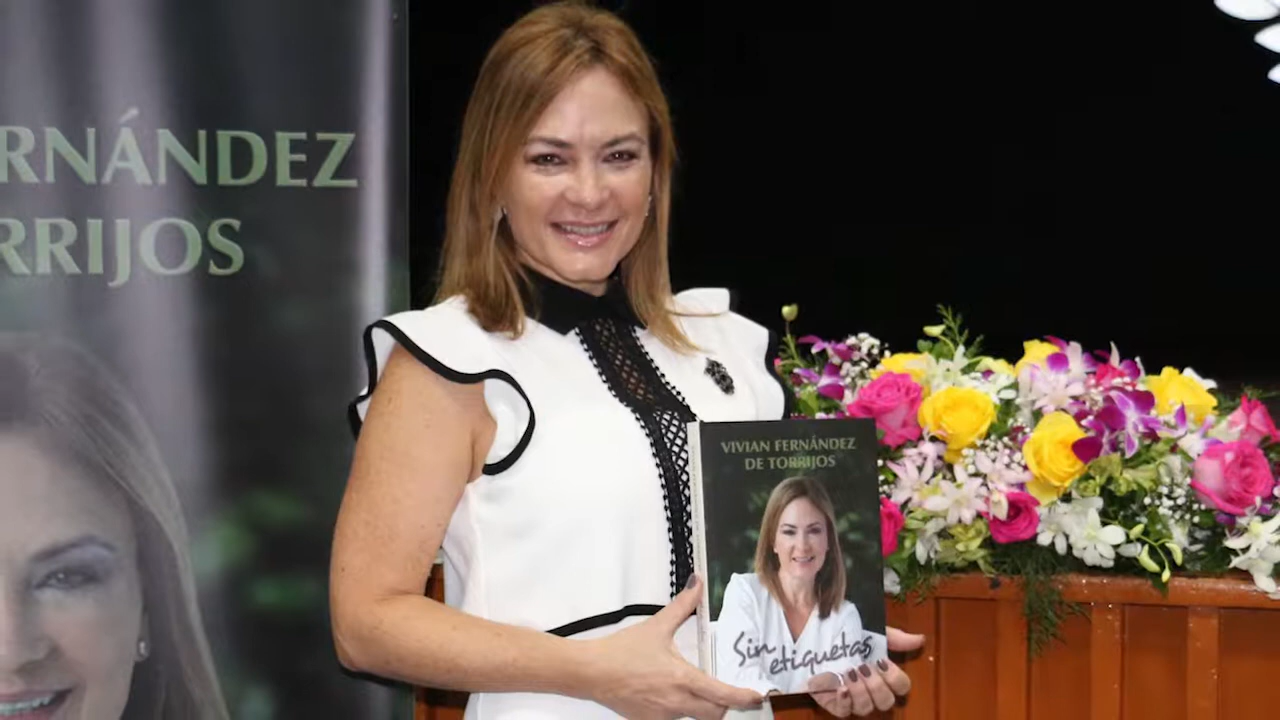 RNÁNDEZ
RRIJOS
VIVIAN FERNÁNDEZ
DE TORRIJOS
Sin
etiquetas